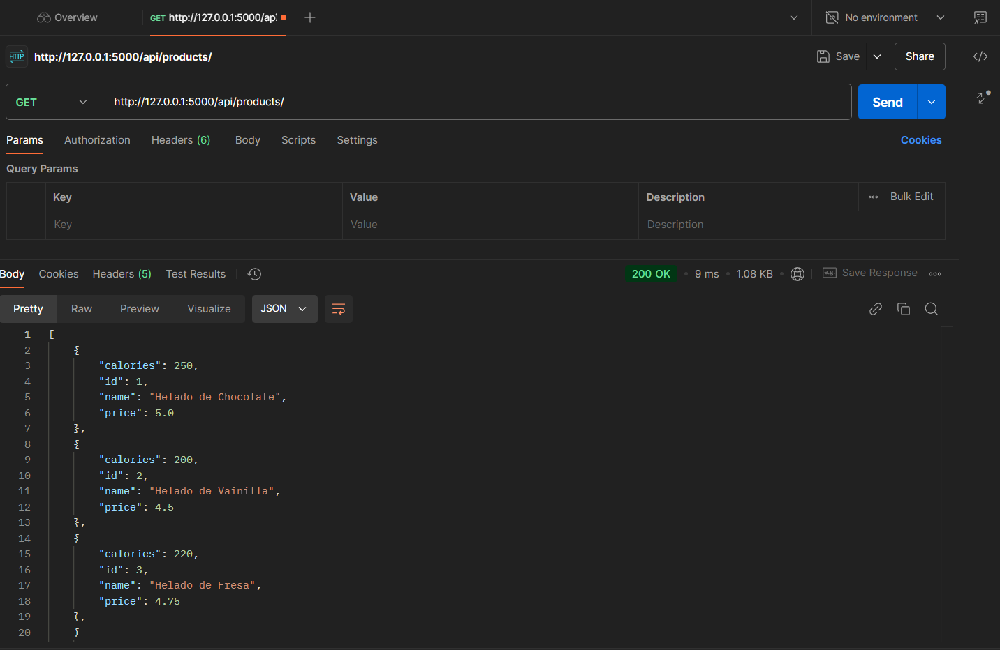 Overview
GET http://127.0.0.1:5000/ap
No environment
HTTP http://127.0.0.1:5000/api/products/
Save
Share
GET http://127.0.0.1:5000/api/products/
Send
Params Authorization Headers (6) Body Scripts Settings
Cookies
Query Params
Key Value Description Bulk Edit
Key Value Description
Body Cookies Headers (5) Test Results
200 OK • 9 ms • 1.08 KB • e.g. Save Response
Pretty Raw Preview Visualize JSON
1 [
2 {
3 "calories": 250,
4 "id": 1,
5 "name": "Helado de Chocolate",
6 "price": 5.0
7 },
8 {
9 "calories": 200,
10 "id": 2,
11 "name": "Helado de Vainilla",
12 "price": 4.5
13 },
14 {
15 "calories": 220,
16 "id": 3,
17 "name": "Helado de Fresa",
18 "price": 4.75
19 },
20 {